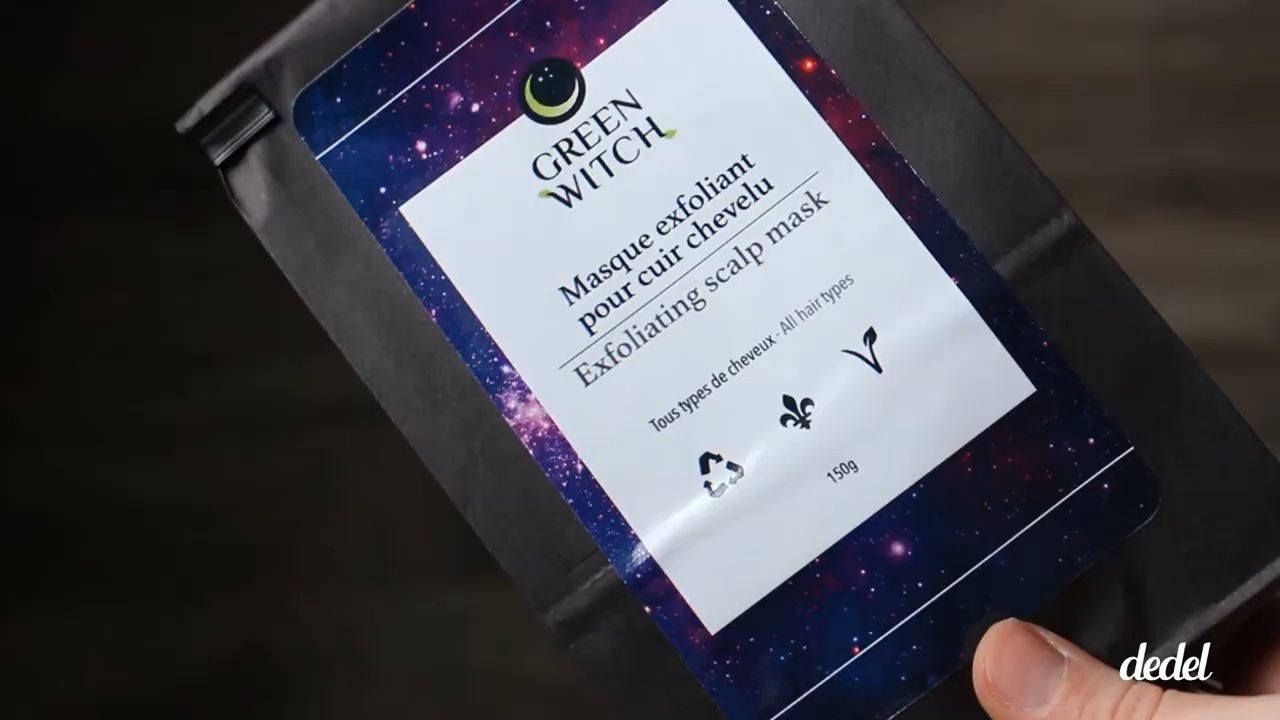 GREEN
WITCH
Masque exfoliant
pour cuir chevelu
Exfoliating scalp mask
Tous types de cheveux - All hair types
150g
dedel